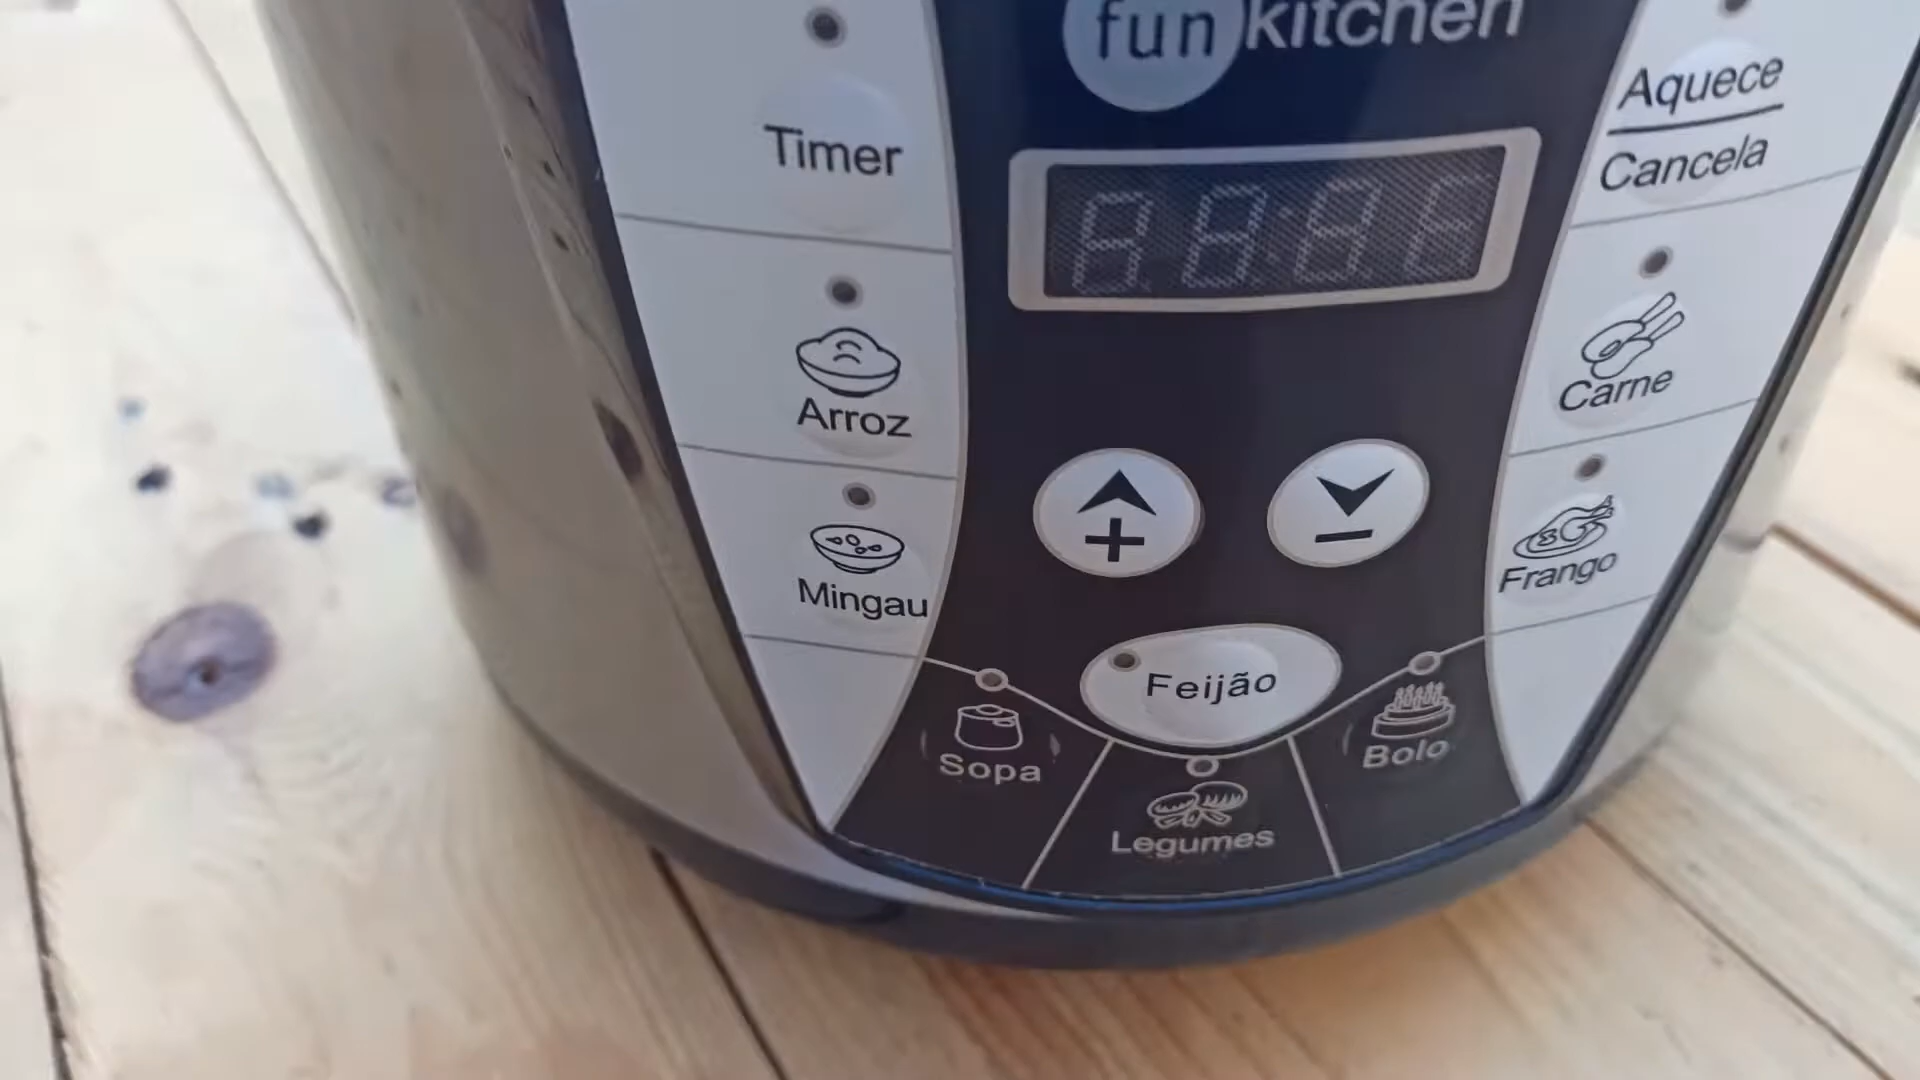 fun kitchen
Timer
Aquece
Cancela
Arroz
Carne
Mingau
Frango
+
−
Feijão
Sopa
Legumes
Bolo